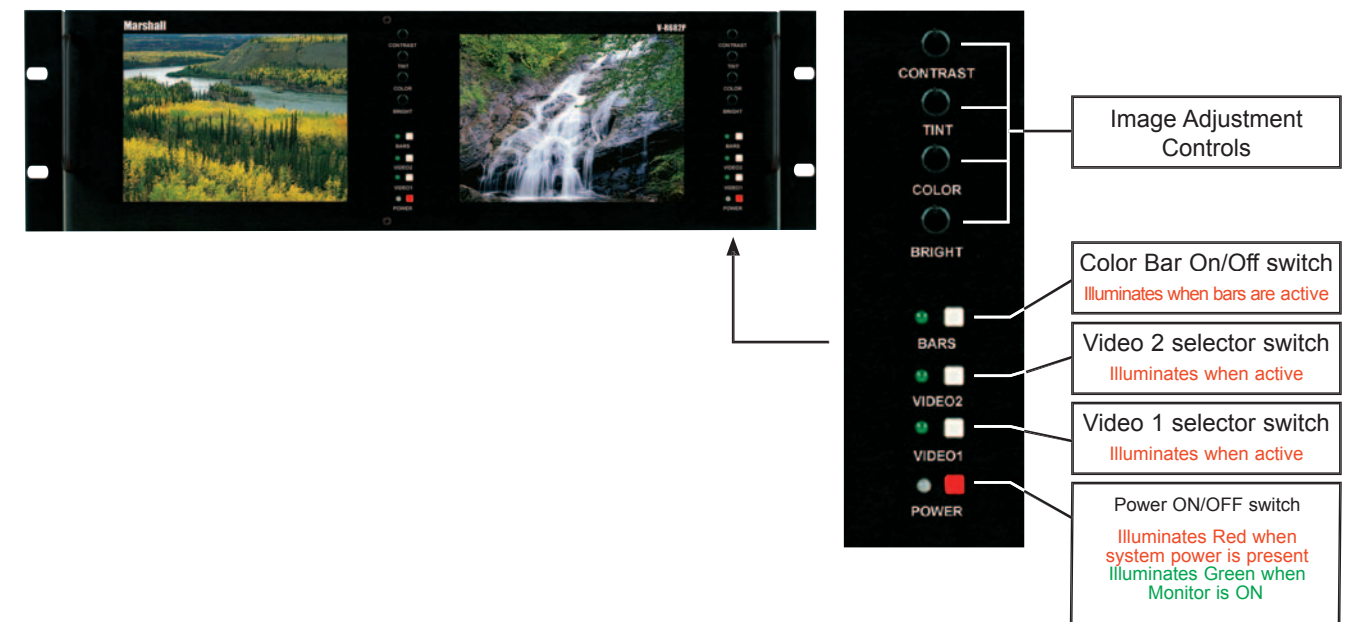 Marshall
V-R682P
CONTRAST
TINT
COLOR
BRIGHT
BARS
VIDEO2
VIDEO1
POWER
CONTRAST
TINT
COLOR
BRIGHT
BARS
VIDEO2
VIDEO1
POWER
CONTRAST
TINT
COLOR
BRIGHT
BARS
VIDEO2
VIDEO1
POWER
Image Adjustment
Controls
Color Bar On/Off switch
Illuminates when bars are active
Video 2 selector switch
Illuminates when active
Video 1 selector switch
Illuminates when active
Power ON/OFF switch
Illuminates Red when
system power is present
Illuminates Green when
Monitor is ON